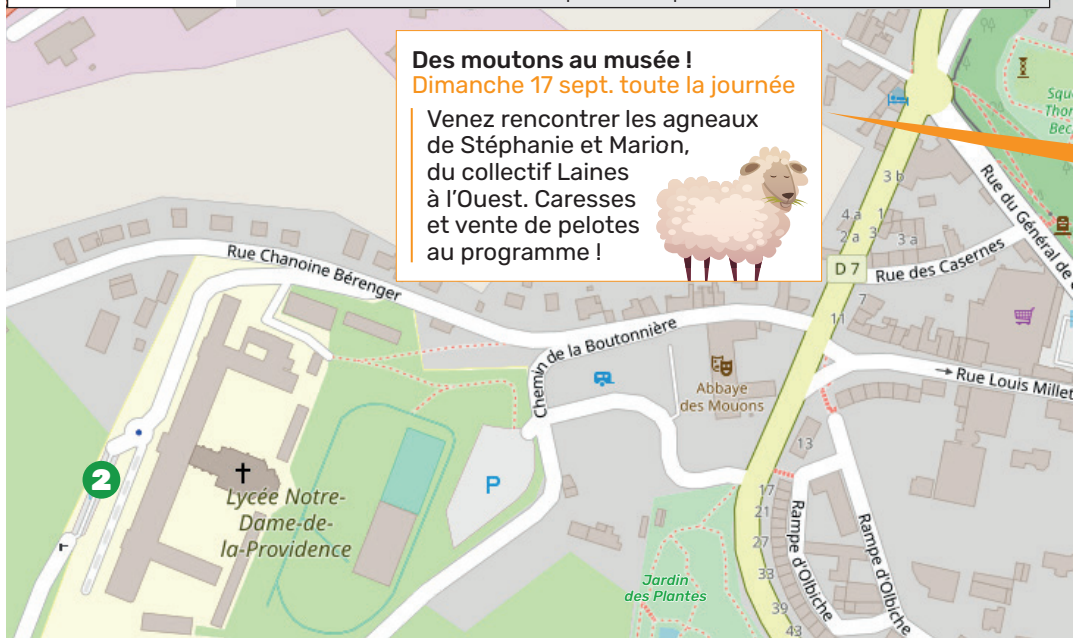 Des moutons au musée !
Dimanche 17 sept. toute la journée
Venez rencontrer les agneaux
de Stéphanie et Marion,
du collectif Laines
à l'Ouest. Caresses
et vente de pelotes
au programme !
Rue Chanoine Bérenger
Chemin de la Boutonnière
Abbaye
des Mouons
D 7
Rue des Casernes
Rue du Général de
Rue Louis Millet
3 b
4 a
1
2 a
3
3 a
7
11
13
17
21
27
33
39
43
Rampe d'Olbiche
Rampe d'Olbiche
2
Lycée Notre-
Dame-de-
la-Providence
P
Jardin
des Plantes